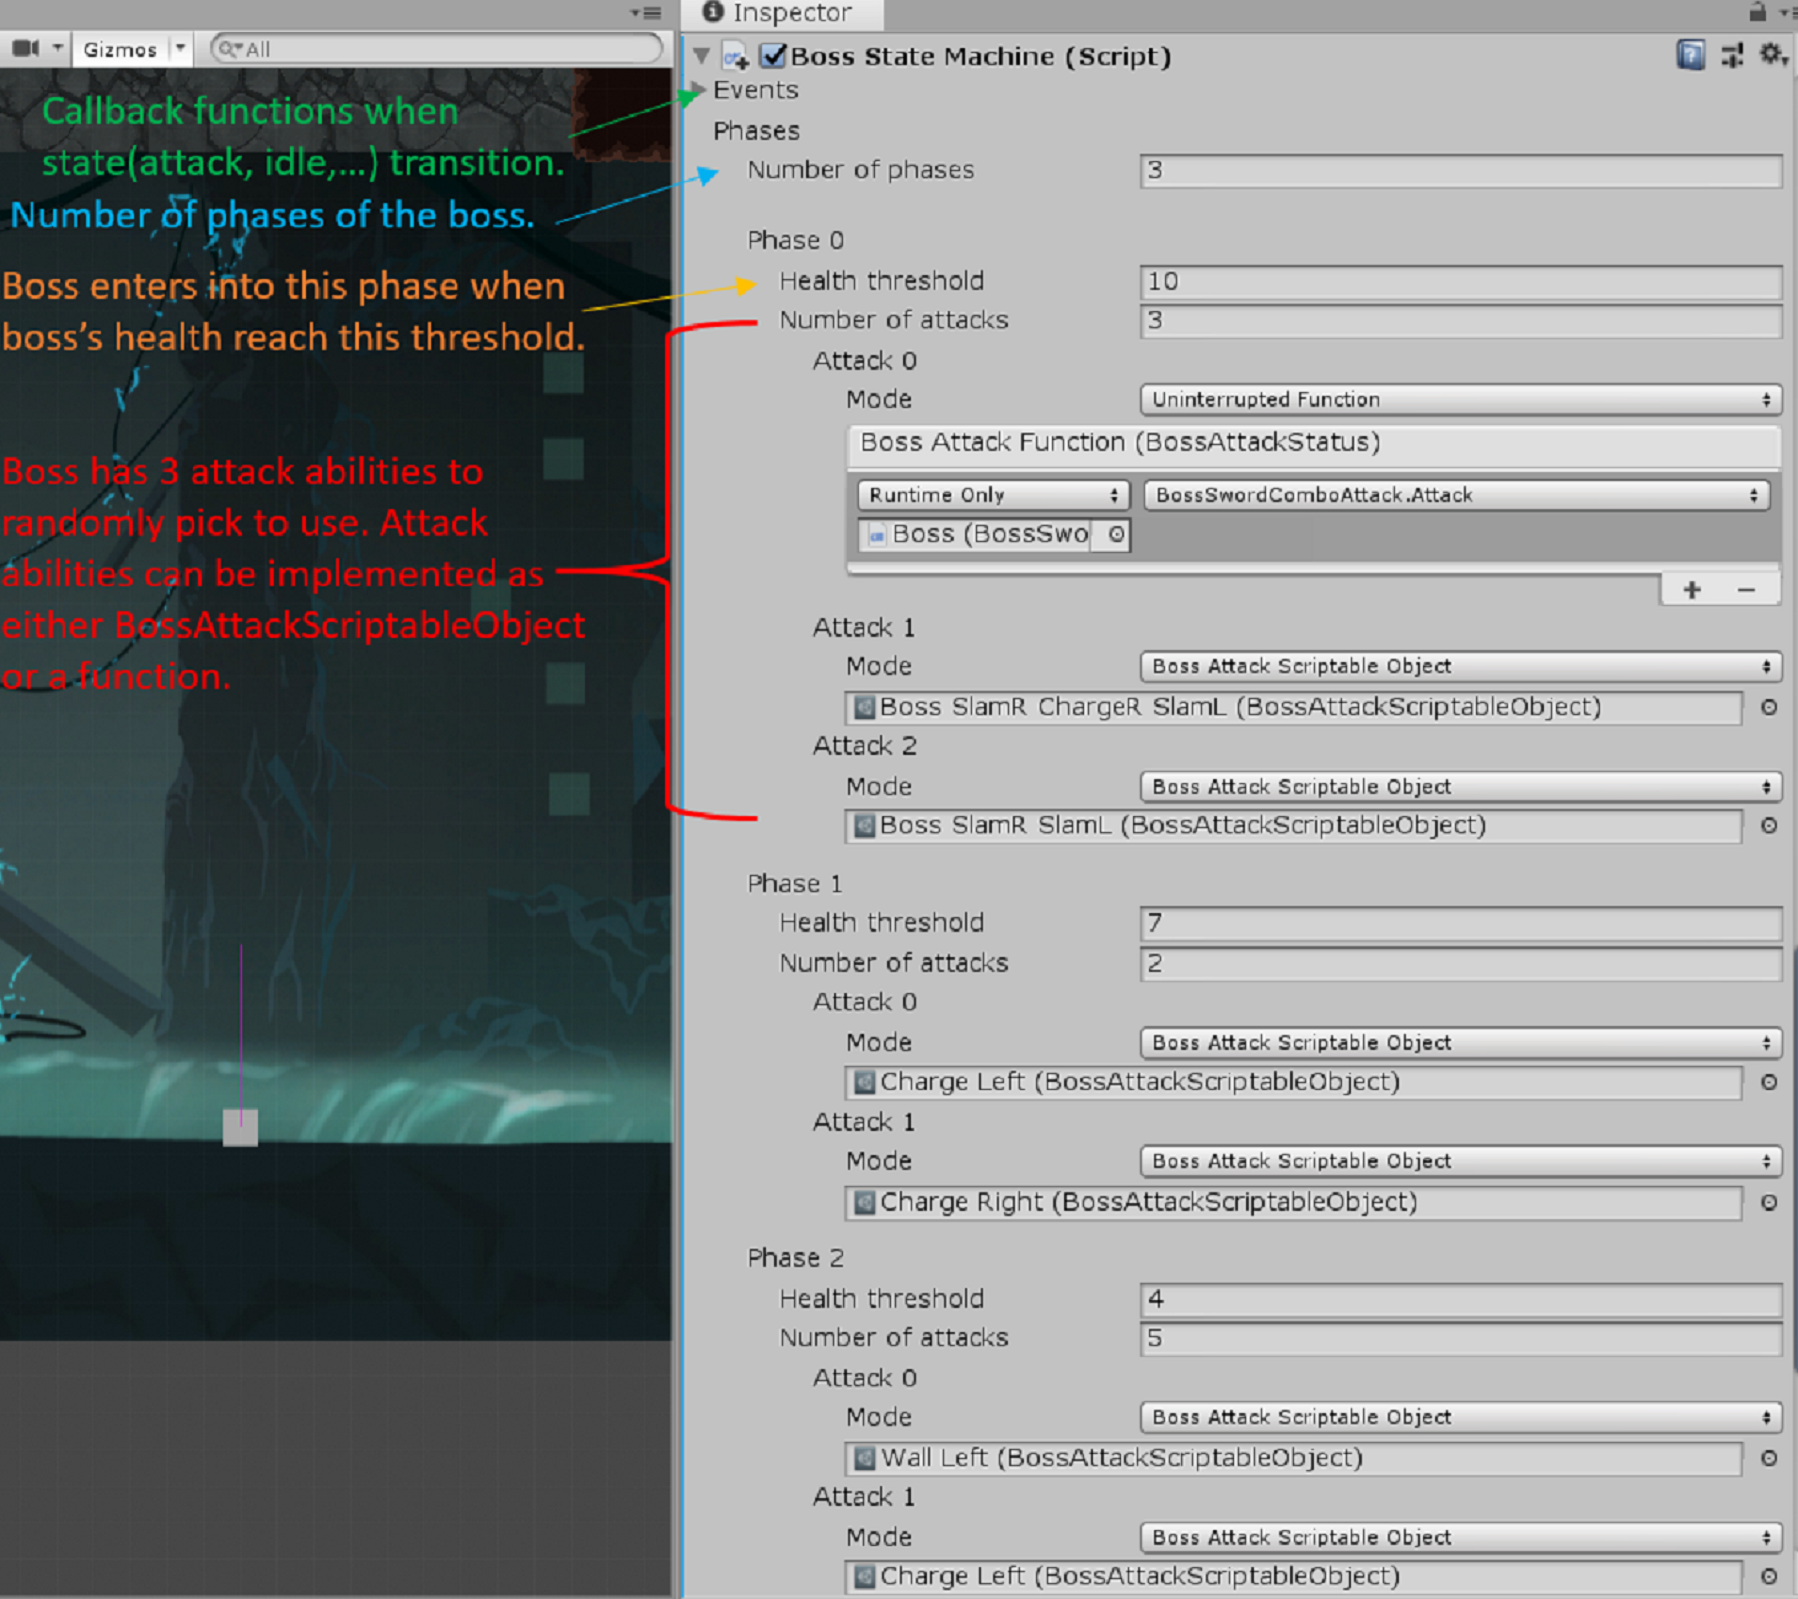 Inspector
Gizmos
All
Boss State Machine (Script)
Callback functions when
state(attack, idle,...) transition.
Number of phases of the boss.
Boss enters into this phase when
boss’s health reach this threshold.
Boss has 3 attack abilities to
randomly pick to use. Attack
abilities can be implemented as
either BossAttackScriptableObject
or a function.
Events
Phases
Number of phases 3
Phase 0
Health threshold 10
Number of attacks 3
Attack 0
Mode Uninterrupted Function
Boss Attack Function (BossAttackStatus)
Runtime Only BossSwordComboAttack.Attack
Boss (BossSwo
+ −
Attack 1
Mode Boss Attack Scriptable Object
Boss SlamR ChargeR SlamL (BossAttackScriptableObject)
Attack 2
Mode Boss Attack Scriptable Object
Boss SlamR SlamL (BossAttackScriptableObject)
Phase 1
Health threshold 7
Number of attacks 2
Attack 0
Mode Boss Attack Scriptable Object
Charge Left (BossAttackScriptableObject)
Attack 1
Mode Boss Attack Scriptable Object
Charge Right (BossAttackScriptableObject)
Phase 2
Health threshold 4
Number of attacks 5
Attack 0
Mode Boss Attack Scriptable Object
Wall Left (BossAttackScriptableObject)
Attack 1
Mode Boss Attack Scriptable Object
Charge Left (BossAttackScriptableObject)